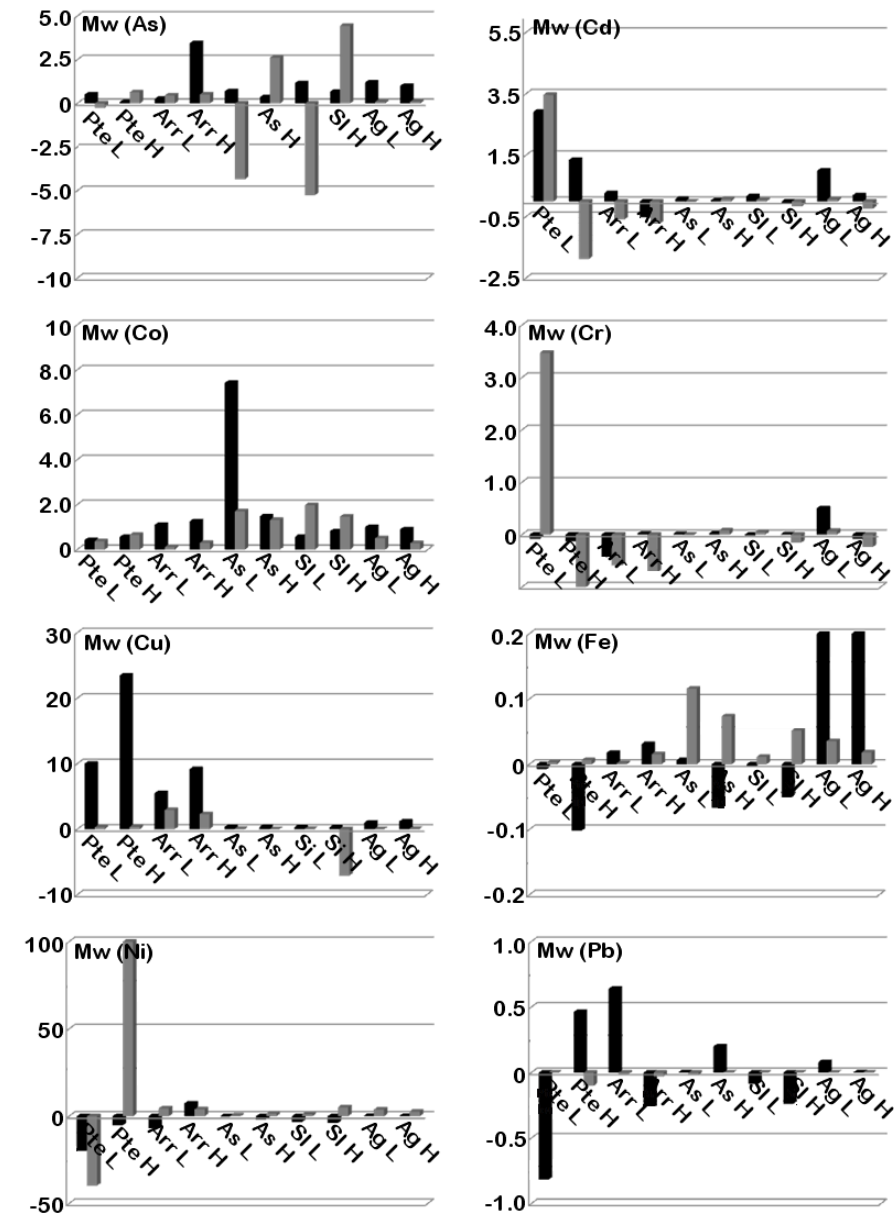 Mw (As)
5.0
2.5
0
-2.5
-5.0
-7.5
-10
Pte L Pte H Arr L Arr H As H Sl H Ag L Ag H
Mw (Cd)
5.5
3.5
1.5
-0.5
-2.5
Pte L Arr L Arr H As L As H Sl L Sl H Ag L Ag H
Mw (Co)
10
8.0
6.0
4.0
2.0
0
Pte L Pte H Arr L Arr H As L As H Sl L Sl H Ag L Ag H
Mw (Cr)
4.0
3.0
2.0
1.0
0
Pte L Pte H Arr L Arr H As L As H Sl L Sl H Ag L Ag H
Mw (Cu)
30
20
10
0
-10
Pte L Pte H Arr L Arr H As L As H Si L Si H Ag L Ag H
Mw (Fe)
0.2
0.1
0
-0.1
-0.2
Pte L Pte H Arr L Arr H As L As H Sl L Sl H Ag L Ag H
Mw (Ni)
100
50
0
-50
Pte L Pte H Arr L Arr H As L As H Sl L Sl H Ag L Ag H
Mw (Pb)
1.0
0.5
0
-0.5
-1.0
Pte L Pte H Arr L Arr H As L As H Sl L Sl H Ag L Ag H